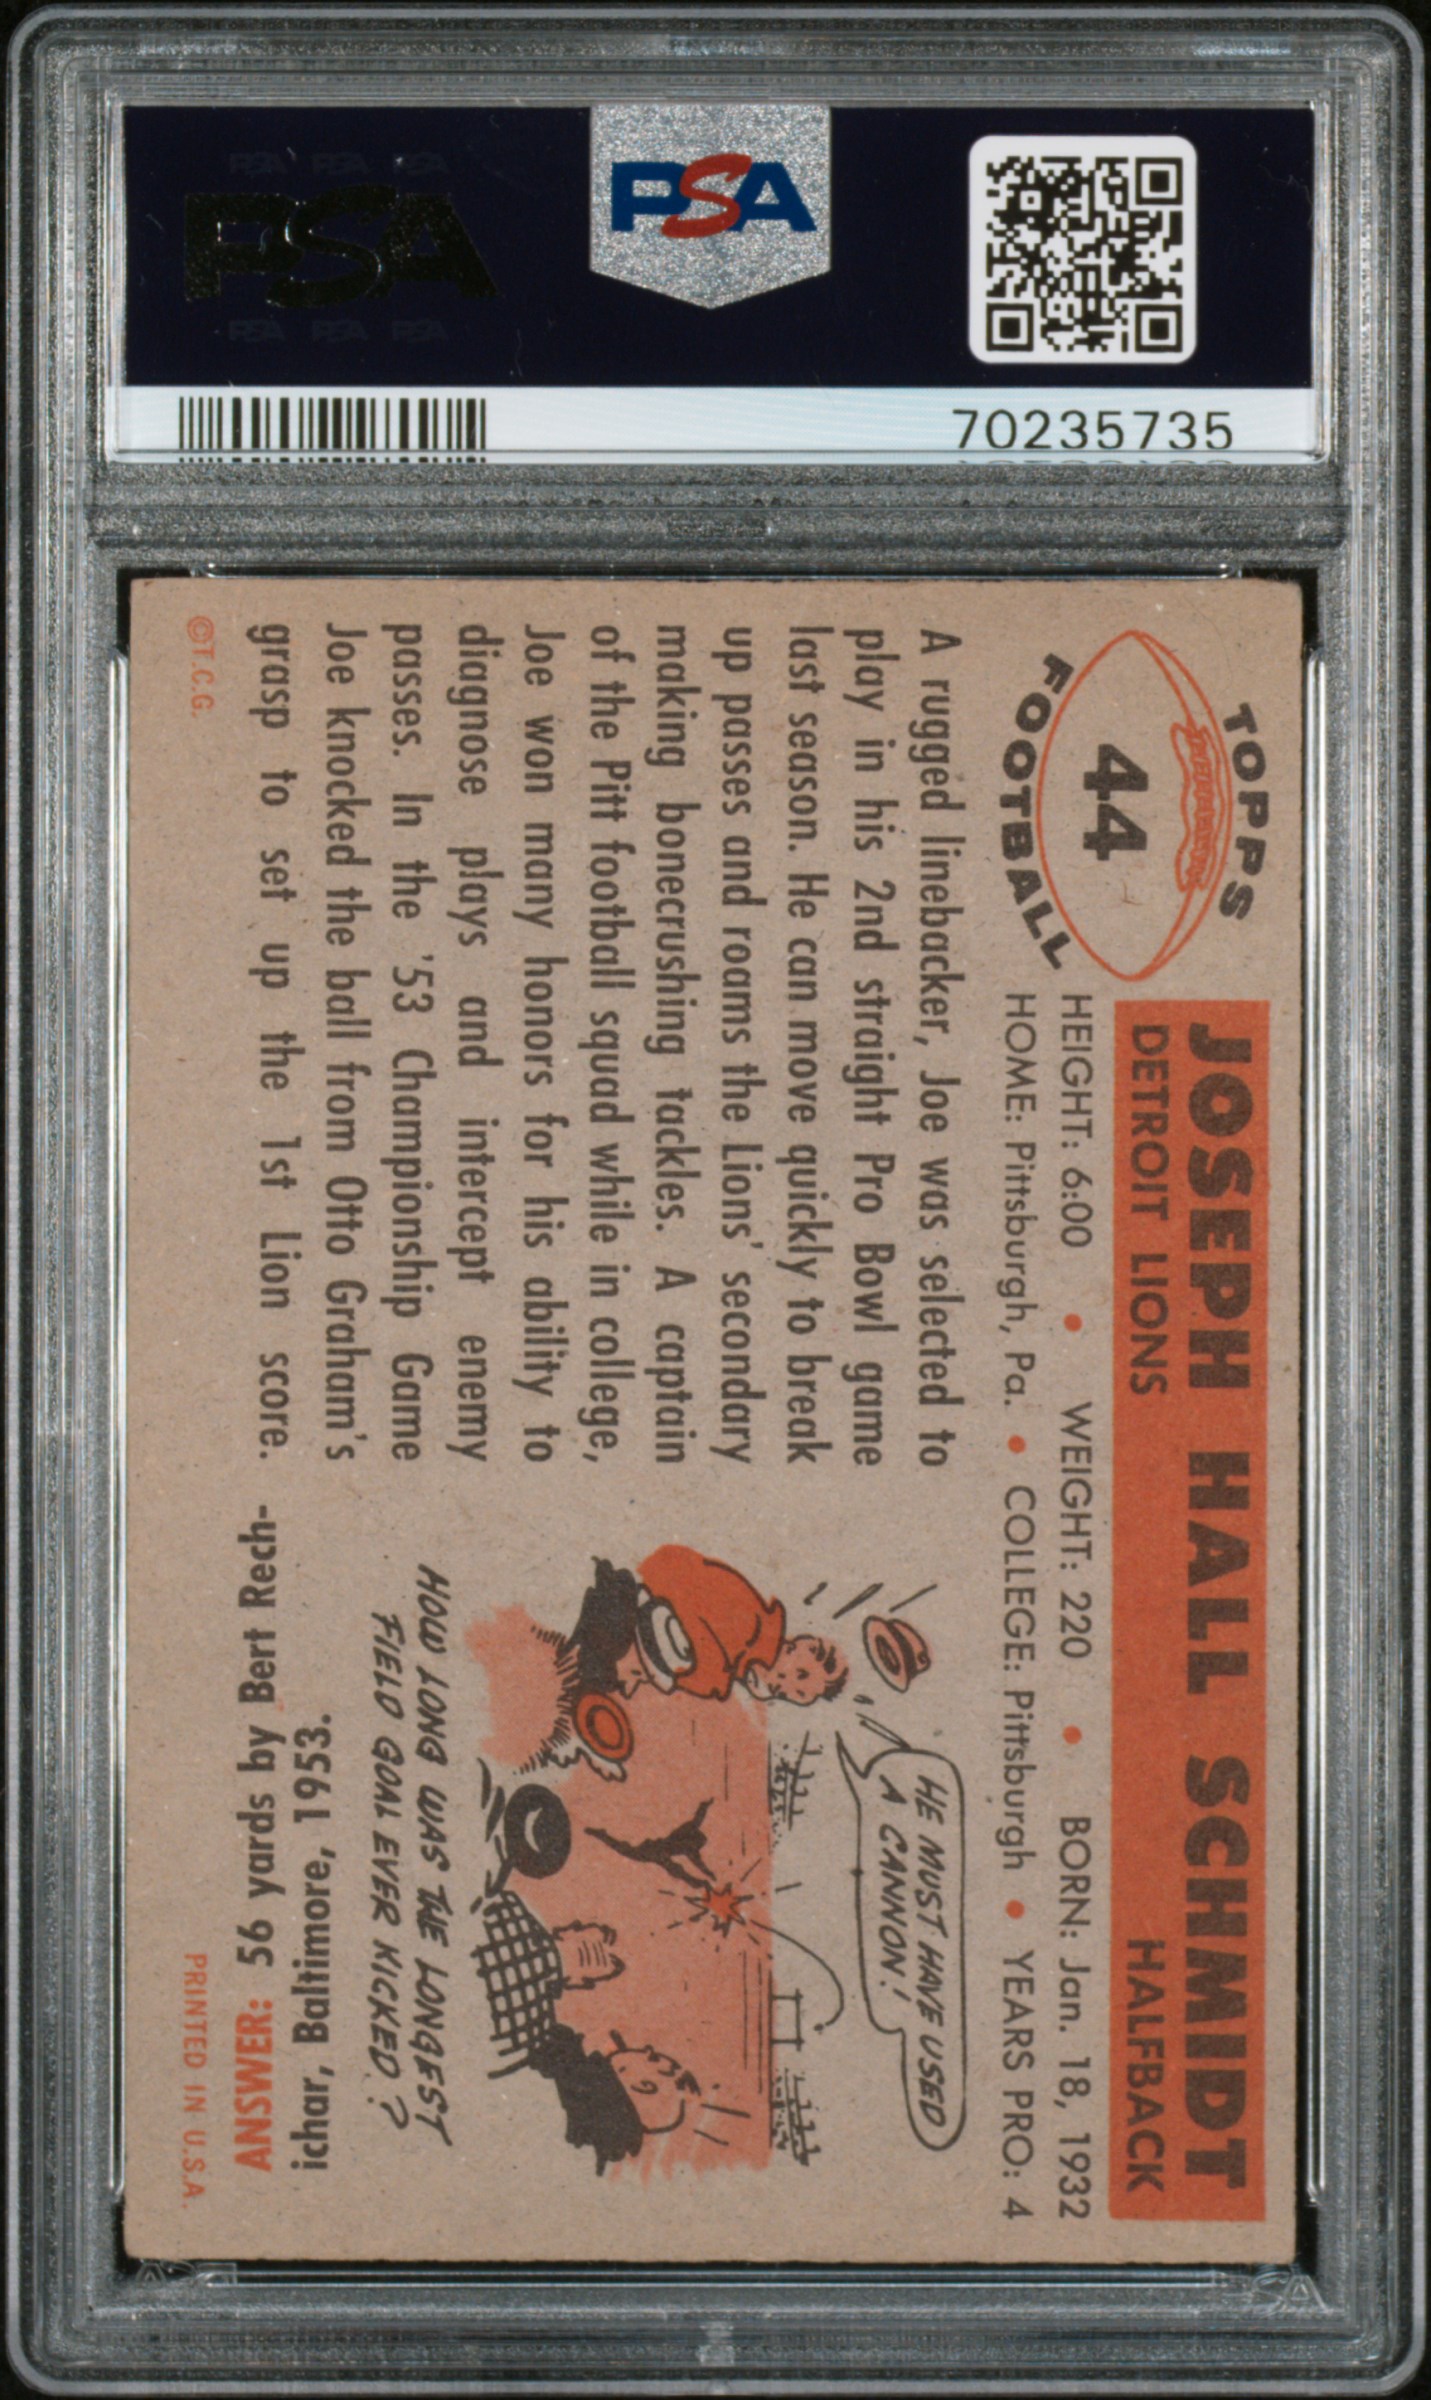 PSA PSA PSA
PSA
PSA PSA PSA
PSA
70235735
TOPPS
44
FOOTBALL
JOSEPH HALL SCHMIDT
DETROIT LIONS HALFBACK
HEIGHT: 6:00 • WEIGHT: 220 • BORN: Jan. 18, 1932
HOME: Pittsburgh, Pa. • COLLEGE: Pittsburgh • YEARS PRO: 4
A rugged linebacker, Joe was selected to
play in his 2nd straight Pro Bowl game
last season. He can move quickly to break
up passes and roams the Lions' secondary
making bonecrushing tackles. A captain
of the Pitt football squad while in college,
Joe won many honors for his ability to
diagnose plays and intercept enemy
passes. In the '53 Championship Game
Joe knocked the ball from Otto Graham's
grasp to set up the 1st Lion score.
HE MUST HAVE USED
A CANNON!
HOW LONG WAS THE LONGEST
FIELD GOAL EVER KICKED?
ANSWER: 56 yards by Bert Rech-
ichar, Baltimore, 1953.
©T.C.G. PRINTED IN U.S.A.